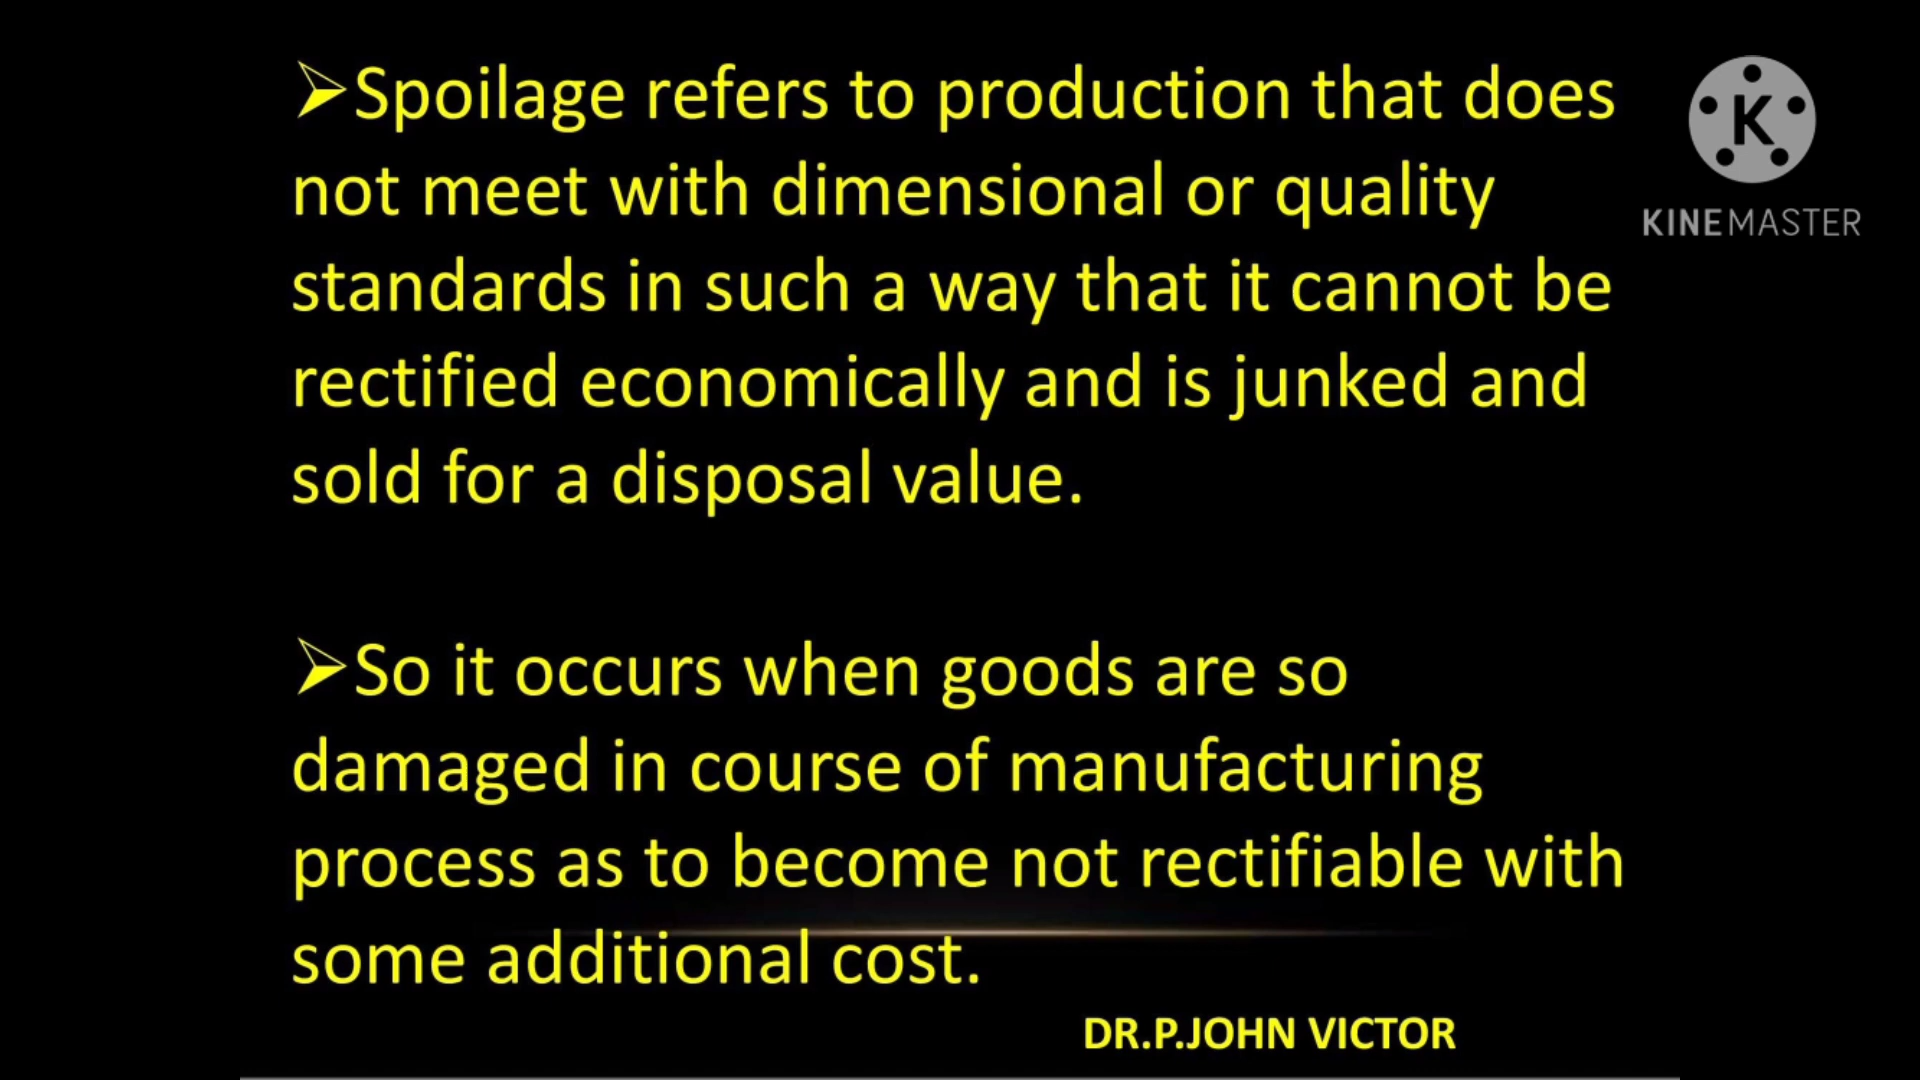 ➢Spoilage refers to production that does
not meet with dimensional or quality
standards in such a way that it cannot be
rectified economically and is junked and
sold for a disposal value.
➢So it occurs when goods are so
damaged in course of manufacturing
process as to become not rectifiable with
some additional cost.
DR.P.JOHN VICTOR
K
KINEMASTER